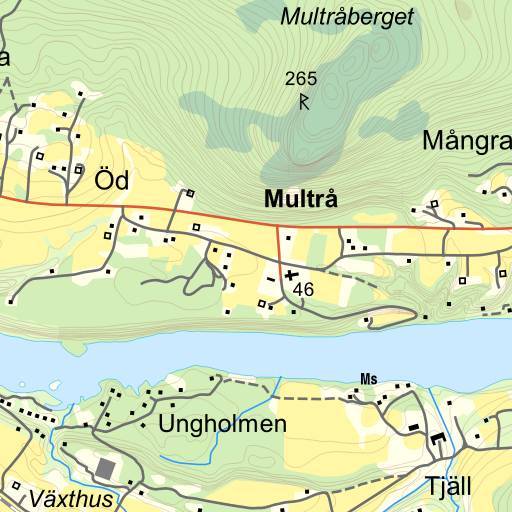 Multråberget
a
265
R
Mångra
Öd
Multrå
46
Ms
Ungholmen
Tjäll
Växthus